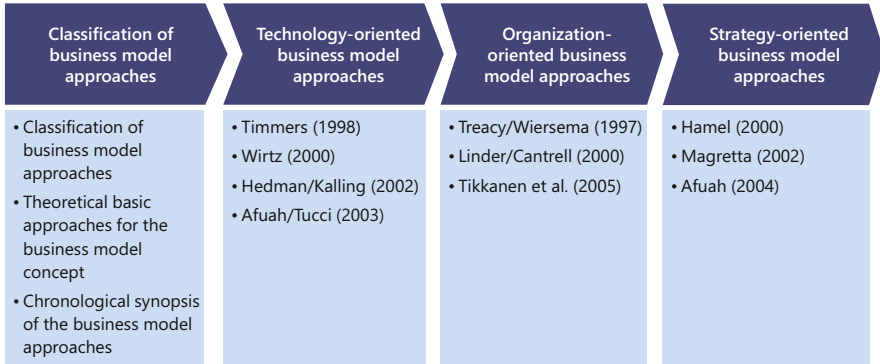 Classification of
business model
approaches
Technology-oriented
business model
approaches
Organization-
oriented business
model approaches
Strategy-oriented
business model
approaches
• Classification of
business model
approaches
• Theoretical basic
approaches for the
business model
concept
• Chronological synopsis
of the business model
approaches
• Timmers (1998)
• Wirtz (2000)
• Hedman/Kalling (2002)
• Afuah/Tucci (2003)
• Treacy/Wiersema (1997)
• Linder/Cantrell (2000)
• Tikkanen et al. (2005)
• Hamel (2000)
• Magretta (2002)
• Afuah (2004)